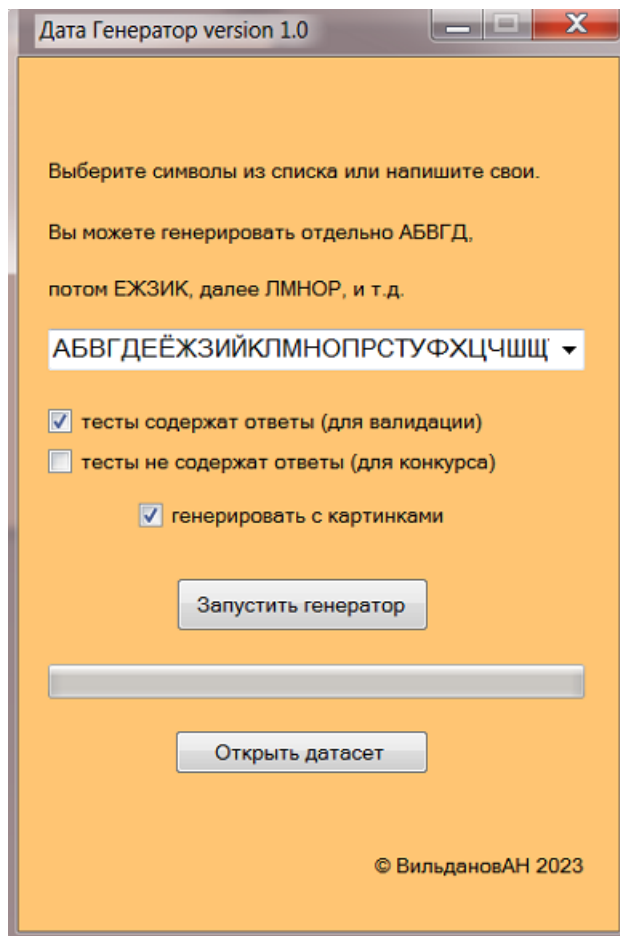 Дата Генератор version 1.0
Выберите символы из списка или напишите свои.
Вы можете генерировать отдельно АБВГД,
потом ЕЖЗИК, далее ЛМНОР, и т.д.
АБВГДЕЁЖЗИЙКЛМНОПРСТУФХЦЧШЩ
тесты содержат ответы (для валидации)
тесты не содержат ответы (для конкурса)
генерировать с картинками
Запустить генератор
Открыть датасет
© ВильдановАН 2023